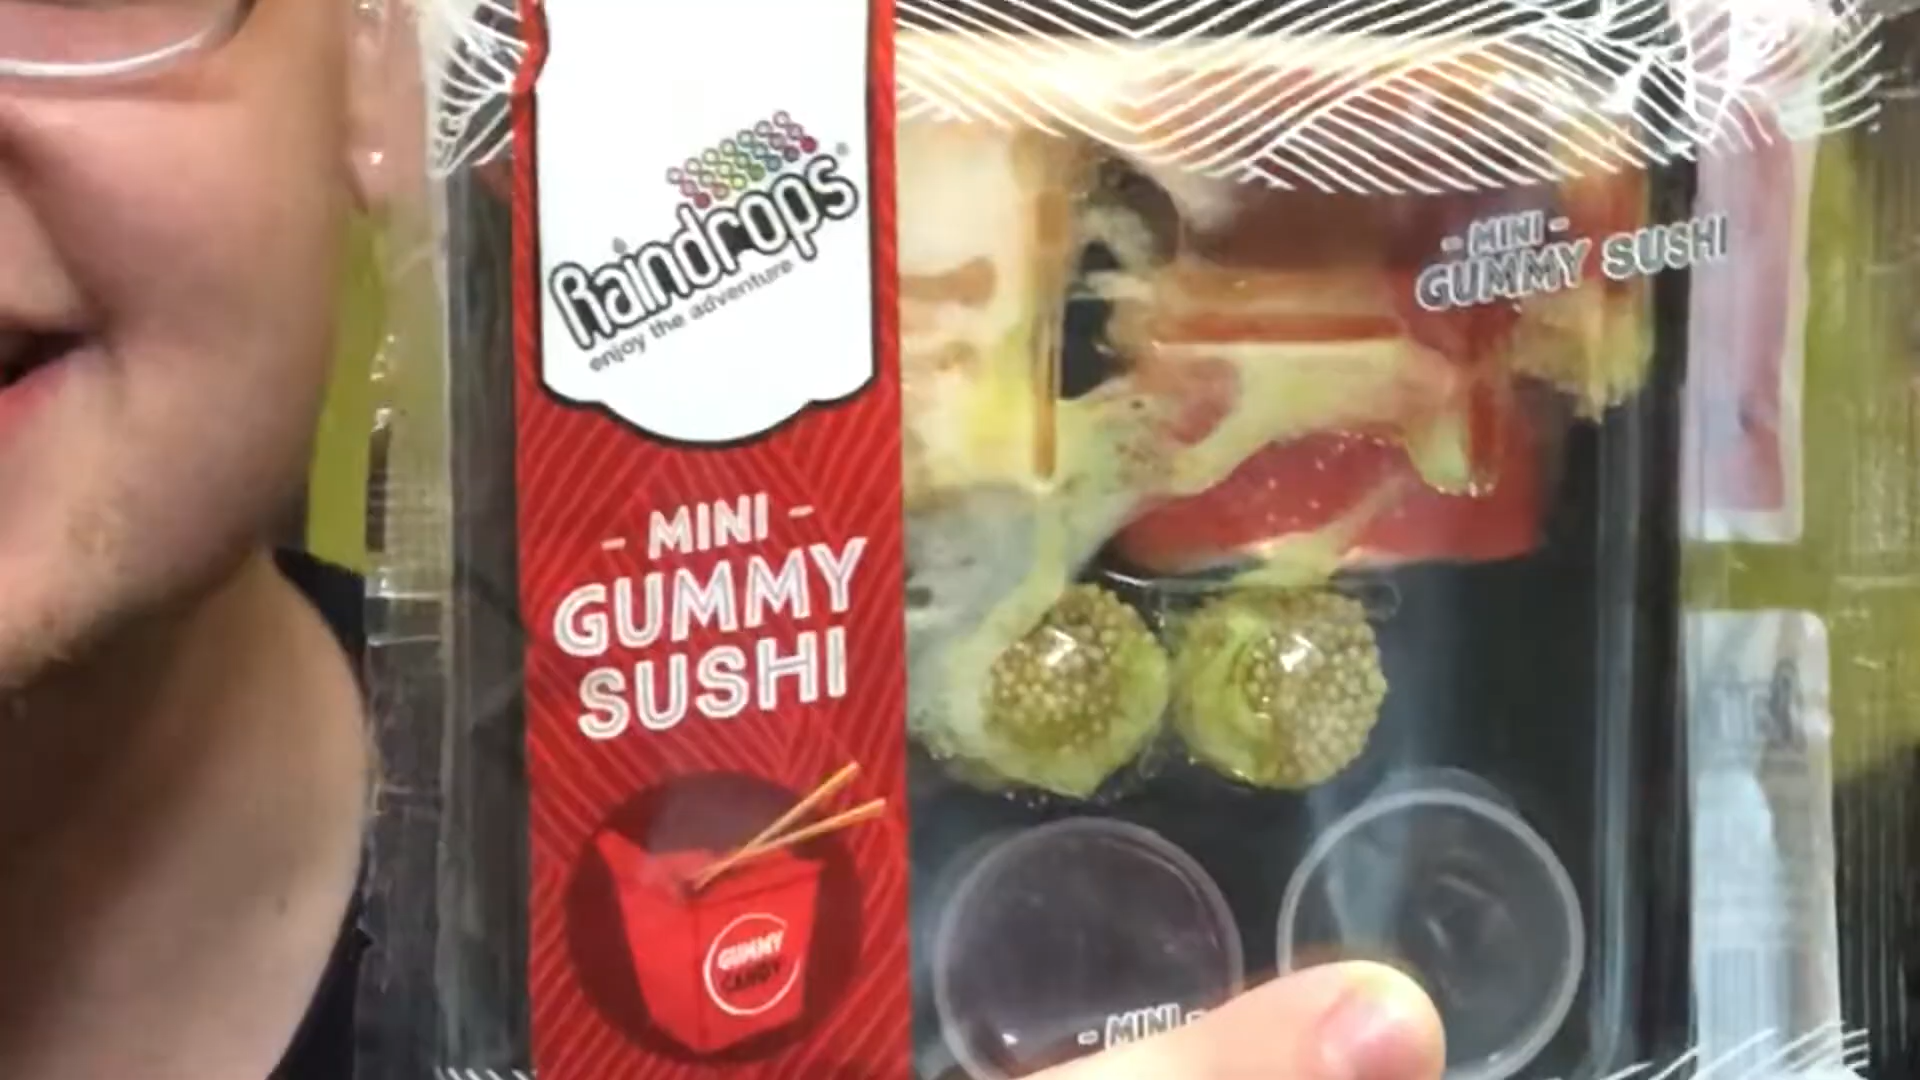 Raindrops®
enjoy the adventure
- MINI -
GUMMY
SUSHI
GUMMY
CANDY
- MINI -
GUMMY SUSHI
- MINI -